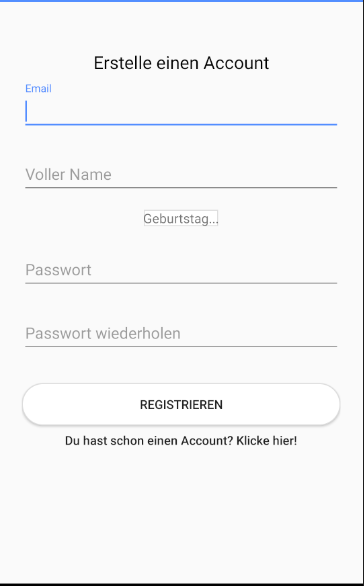 Erstelle einen Account
Email
Voller Name
Geburtstag...
Passwort
Passwort wiederholen
REGISTRIEREN
Du hast schon einen Account? Klicke hier!